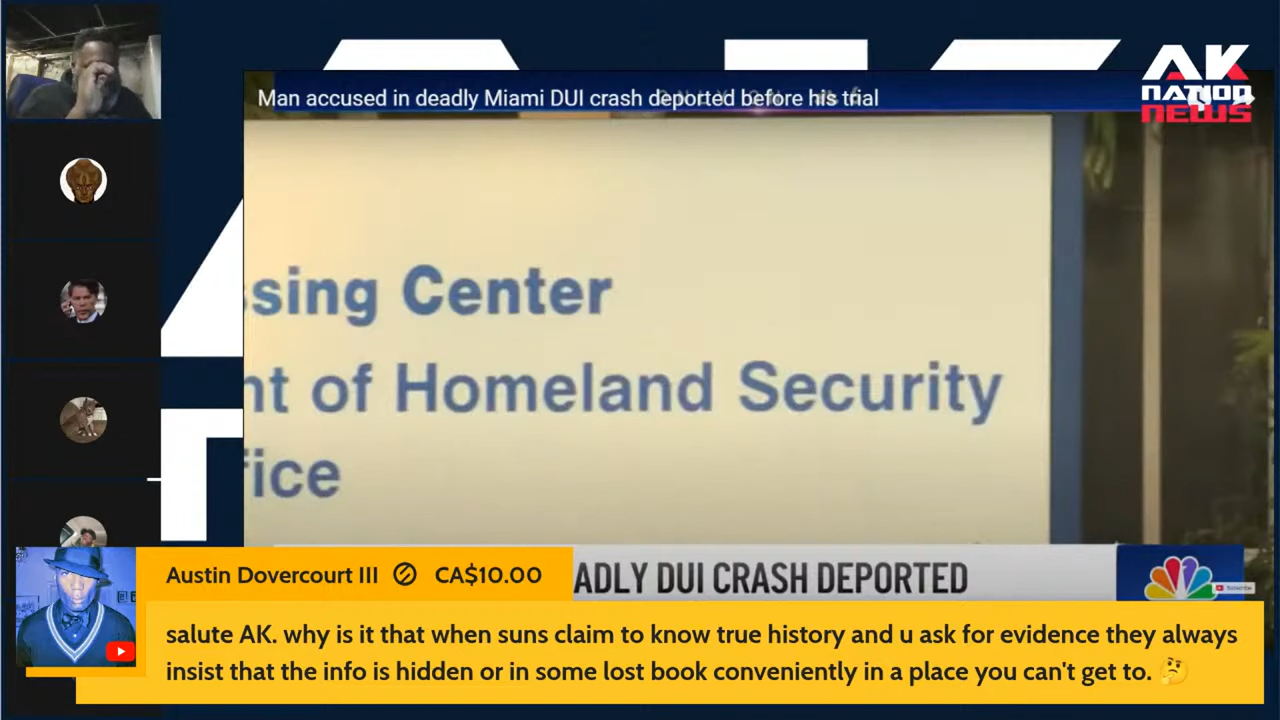 Man accused in deadly Miami DUI crash deported before his trial
AK
NATION
NEWS
ssing Center
nt of Homeland Security
fice
ADLY DUI CRASH DEPORTED
Subscribe
Austin Dovercourt III CA$10.00
salute AK. why is it that when suns claim to know true history and u ask for evidence they always
insist that the info is hidden or in some lost book conveniently in a place you can't get to. 🤔